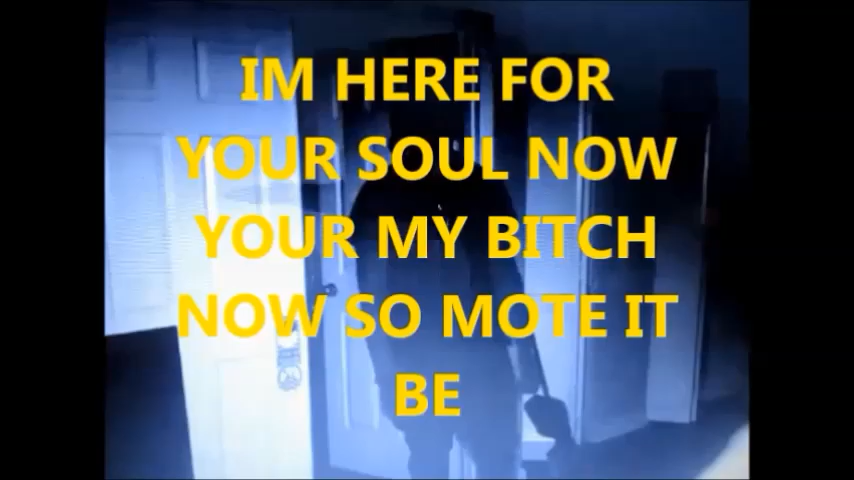 IM HERE FOR
YOUR SOUL NOW
YOUR MY BITCH
NOW SO MOTE IT
BE